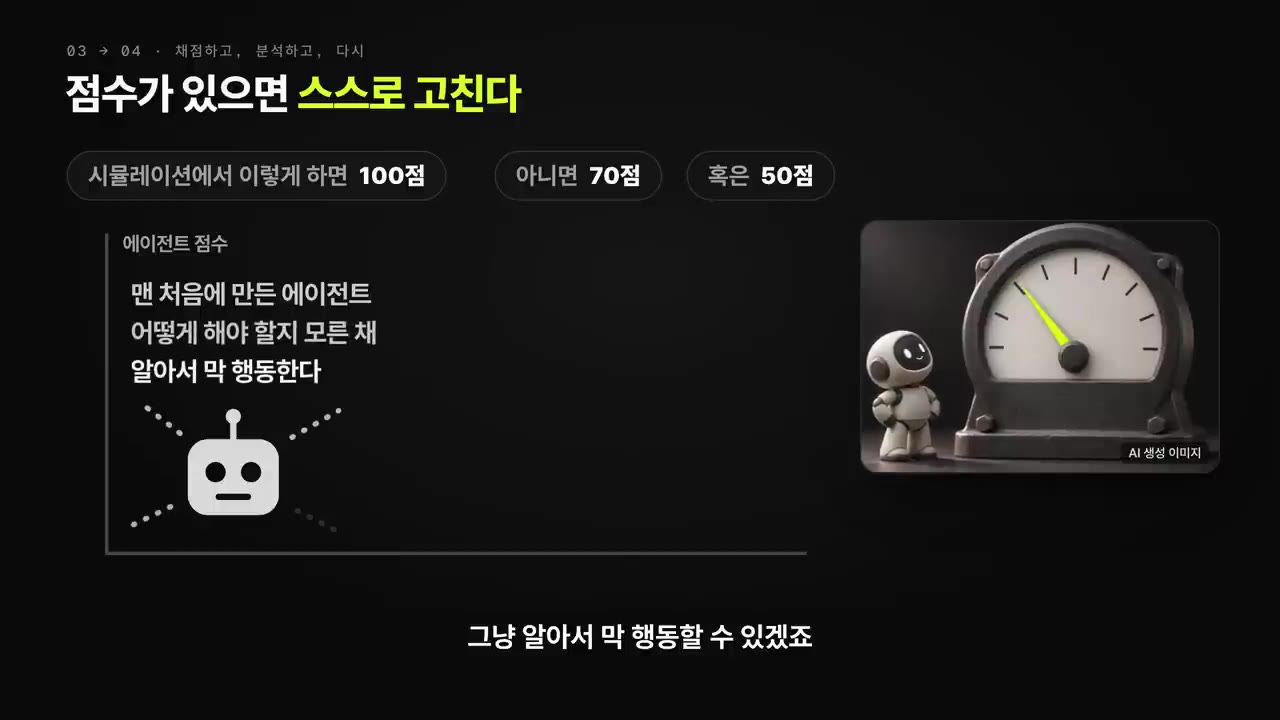 03 → 04 · 채점하고, 분석하고, 다시
점수가 있으면 스스로 고친다
시뮬레이션에서 이렇게 하면 100점
아니면 70점
혹은 50점
에이전트 점수
맨 처음에 만든 에이전트
어떻게 해야 할지 모른 채
알아서 막 행동한다
AI 생성 이미지
그냥 알아서 막 행동할 수 있겠죠